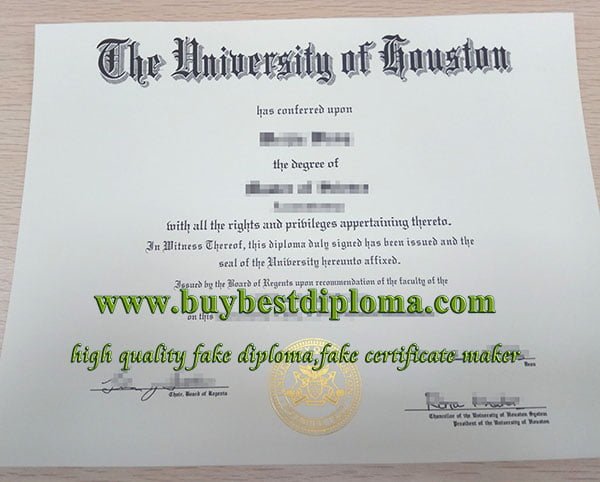 The University of Houston
has conferred upon
the degree of
with all the rights and privileges appertaining thereto.
In Witness Thereof, this diploma duly signed has been issued and the
seal of the University hereunto affixed.
Issued by the Board of Regents upon recommendation of the faculty of the
www.buybestdiploma.com
on this
high quality fake diploma,fake certificate maker
Dean
Chair, Board of Regents
Chancellor of the University of Houston System
President of the University of Houston